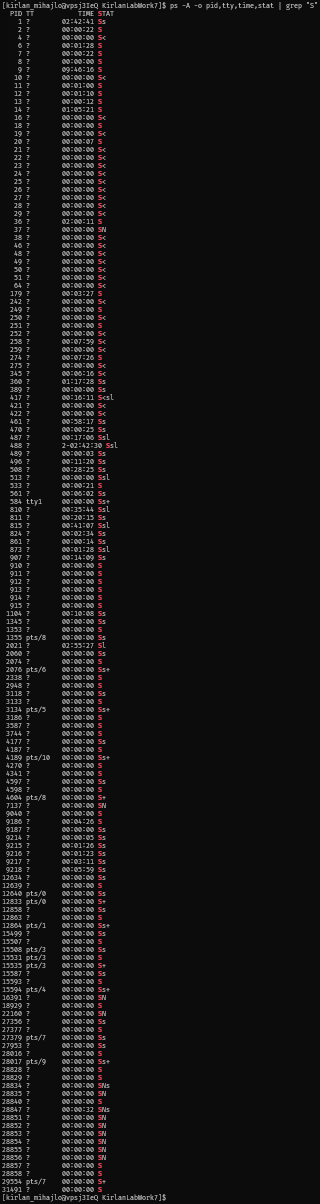 [kirlan_mihajlo@vpsj3IeQ KirlanLabWork7]$ ps -A -o pid,tty,time,stat | grep "S"
PID TT TIME STAT
1 ? 02:42:41 Ss
2 ? 00:00:22 S
4 ? 00:00:00 S<
6 ? 00:01:28 S
7 ? 00:00:22 S
9 ? 09:46:16 S
10 ? 00:00:00 S<
11 ? 00:01:00 S
12 ? 00:01:10 S
13 ? 00:00:12 S
14 ? 01:05:21 S
16 ? 00:00:00 S<
18 ? 00:00:00 S
19 ? 00:00:00 S<
20 ? 00:00:07 S
21 ? 00:00:00 S<
22 ? 00:00:00 S<
23 ? 00:00:00 S<
24 ? 00:00:00 S<
25 ? 00:00:00 S<
26 ? 00:00:00 S<
27 ? 00:00:00 S<
28 ? 00:00:00 S<
29 ? 00:00:00 S<
36 ? 02:00:11 S
37 ? 00:00:00 SN
38 ? 00:00:00 S<
46 ? 00:00:00 S<
48 ? 00:00:00 S<
49 ? 00:00:00 S<
50 ? 00:00:00 S<
51 ? 00:00:00 S<
64 ? 00:00:00 S<
179 ? 00:03:27 S
242 ? 00:00:00 S<
249 ? 00:00:00 S
250 ? 00:00:00 S<
251 ? 00:00:00 S
252 ? 00:00:00 S<
258 ? 00:07:59 S<
259 ? 00:00:00 S<
274 ? 00:07:26 S
275 ? 00:00:00 S<
345 ? 00:06:16 S<
360 ? 01:17:28 Ss
389 ? 00:00:00 Ss
417 ? 00:16:11 S<sl
421 ? 00:00:00 S<
422 ? 00:00:00 S<
461 ? 00:58:17 Ss
470 ? 00:00:25 Ss
487 ? 00:17:06 Ssl
488 ? 2-02:42:30 Ssl
489 ? 00:00:03 Ss
496 ? 00:11:20 Ss
508 ? 00:28:25 Ss
513 ? 00:00:00 Ssl
533 ? 00:00:21 S
561 ? 00:06:02 Ss
584 tty1 00:00:00 Ss+
810 ? 00:35:44 Ssl
811 ? 00:20:15 Ss
815 ? 00:41:07 Ssl
824 ? 00:02:34 Ss
861 ? 00:00:14 Ss
873 ? 00:01:28 Ssl
907 ? 00:14:09 Ss
910 ? 00:00:00 S
911 ? 00:00:00 S
912 ? 00:00:00 S
913 ? 00:00:00 S
914 ? 00:00:00 S
915 ? 00:00:00 S
1104 ? 00:10:08 Ss
1345 ? 00:00:00 Ss
1353 ? 00:00:00 S
1355 pts/8 00:00:00 Ss
2021 ? 02:55:27 Sl
2060 ? 00:00:00 Ss
2074 ? 00:00:00 S
2076 pts/6 00:00:00 Ss+
2338 ? 00:00:00 S
2948 ? 00:00:00 S
3118 ? 00:00:00 Ss
3133 ? 00:00:00 S
3134 pts/5 00:00:00 Ss+
3186 ? 00:00:00 S
3587 ? 00:00:00 S
3744 ? 00:00:00 S
4177 ? 00:00:00 Ss
4187 ? 00:00:00 S
4189 pts/10 00:00:00 Ss+
4270 ? 00:00:00 S
4341 ? 00:00:00 S
4597 ? 00:00:00 Ss
4598 ? 00:00:00 S
4604 pts/8 00:00:00 S+
7137 ? 00:00:00 SN
9040 ? 00:00:00 S
9186 ? 00:04:26 S
9187 ? 00:00:00 Ss
9214 ? 00:00:05 Ss
9215 ? 00:01:26 Ss
9216 ? 00:01:23 Ss
9217 ? 00:03:11 Ss
9218 ? 00:05:59 Ss
12634 ? 00:00:00 Ss
12639 ? 00:00:00 S
12640 pts/0 00:00:00 Ss
12833 pts/0 00:00:00 S+
12858 ? 00:00:00 Ss
12863 ? 00:00:00 S
12864 pts/1 00:00:00 Ss+
15499 ? 00:00:00 Ss
15507 ? 00:00:00 S
15508 pts/3 00:00:00 Ss
15531 pts/3 00:00:00 S
15535 pts/3 00:00:00 S+
15587 ? 00:00:00 Ss
15593 ? 00:00:00 S
15594 pts/4 00:00:00 Ss+
16391 ? 00:00:00 SN
18929 ? 00:00:00 S
22160 ? 00:00:00 SN
27356 ? 00:00:00 Ss
27377 ? 00:00:00 S
27379 pts/7 00:00:00 Ss
27953 ? 00:00:00 Ss
28016 ? 00:00:00 S
28017 pts/9 00:00:00 Ss+
28828 ? 00:00:00 S
28829 ? 00:00:00 S
28834 ? 00:00:00 SNs
28835 ? 00:00:00 SN
28840 ? 00:00:00 S
28847 ? 00:00:32 SNs
28851 ? 00:00:00 SN
28852 ? 00:00:00 SN
28853 ? 00:00:00 SN
28854 ? 00:00:00 SN
28855 ? 00:00:00 SN
28856 ? 00:00:00 SN
28857 ? 00:00:00 S
28858 ? 00:00:00 S
29554 pts/7 00:00:00 S+
31491 ? 00:00:00 S
[kirlan_mihajlo@vpsj3IeQ KirlanLabWork7]$